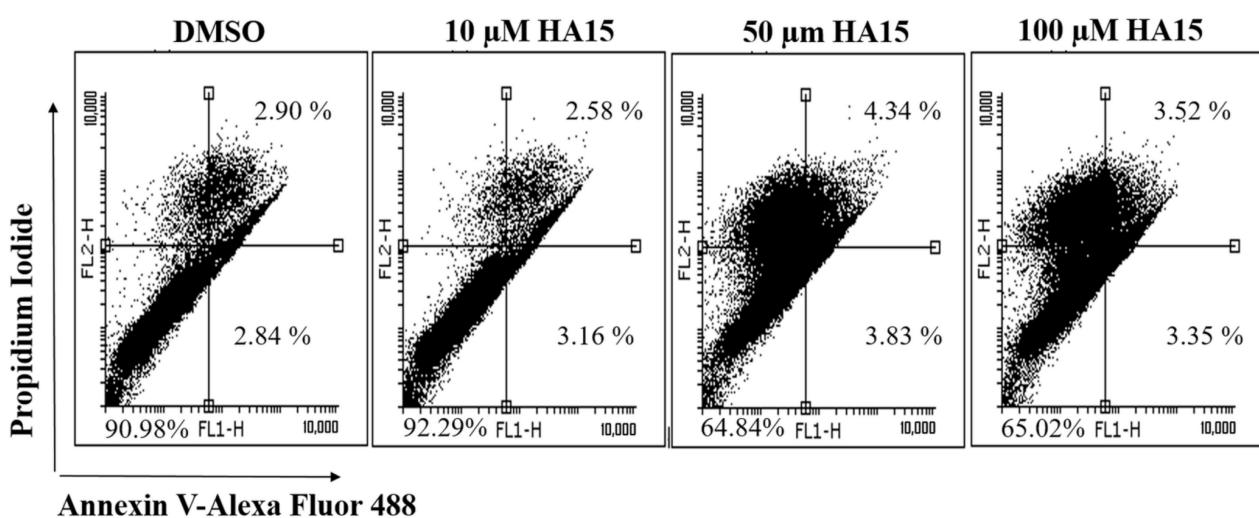 DMSO
10 μM HA15
50 μm HA15
100 μM HA15
Propidium Iodide
10,000
FL2-H
2.90 %
2.84 %
90.98%
FL1-H
10,000
10,000
FL2-H
2.58 %
3.16 %
92.29%
FL1-H
10,000
10,000
FL2-H
4.34 %
3.83 %
64.84%
FL1-H
10,000
10,000
FL2-H
3.52 %
3.35 %
65.02%
FL1-H
10,000
Annexin V-Alexa Fluor 488